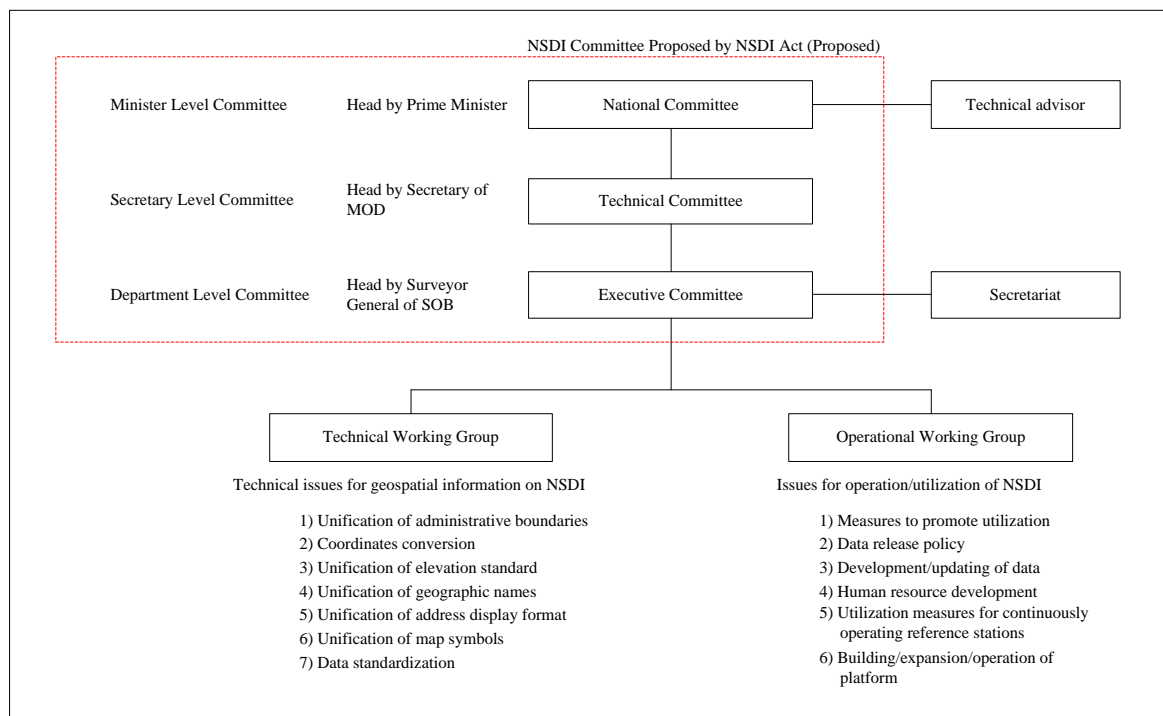 NSDI Committee Proposed by NSDI Act (Proposed)
Minister Level Committee
Head by Prime Minister
National Committee
Technical advisor
Secretary Level Committee
Head by Secretary of
MOD
Technical Committee
Department Level Committee
Head by Surveyor
General of SOB
Executive Committee
Secretariat
Technical Working Group
Technical issues for geospatial information on NSDI
1) Unification of administrative boundaries
2) Coordinates conversion
3) Unification of elevation standard
4) Unification of geographic names
5) Unification of address display format
6) Unification of map symbols
7) Data standardization
Operational Working Group
Issues for operation/utilization of NSDI
1) Measures to promote utilization
2) Data release policy
3) Development/updating of data
4) Human resource development
5) Utilization measures for continuously
operating reference stations
6) Building/expansion/operation of
platform